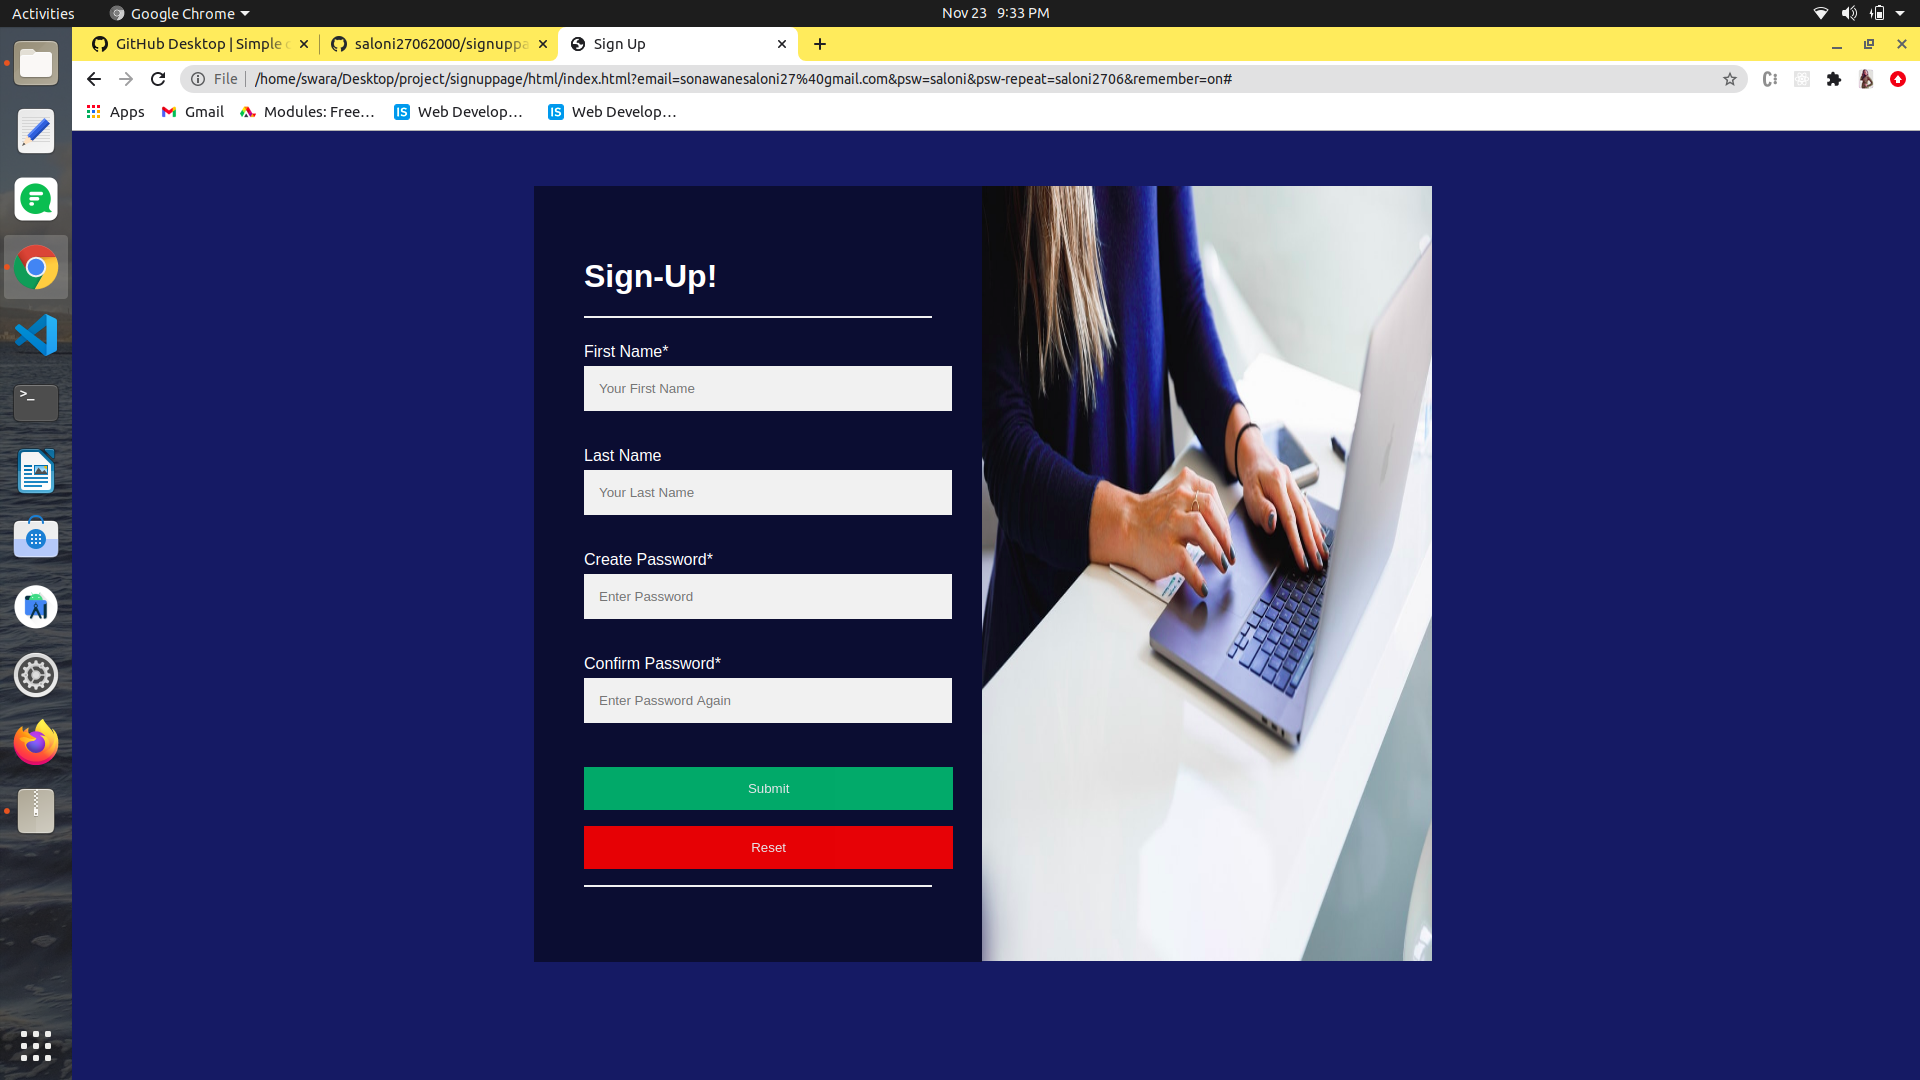 Activities
Google Chrome
Nov 23 9:33 PM
GitHub Desktop | Simple
saloni27062000/signuppa
Sign Up
File
/home/swara/Desktop/project/signuppage/html/index.html?email=sonawanesaloni27%40gmail.com&psw=saloni&psw-repeat=saloni2706&remember=on#
Apps
Gmail
Modules: Free…
IS
Web Develop…
IS
Web Develop…
Sign-Up!
First Name*
Your First Name
Last Name
Your Last Name
Create Password*
Enter Password
Confirm Password*
Enter Password Again
Submit
Reset